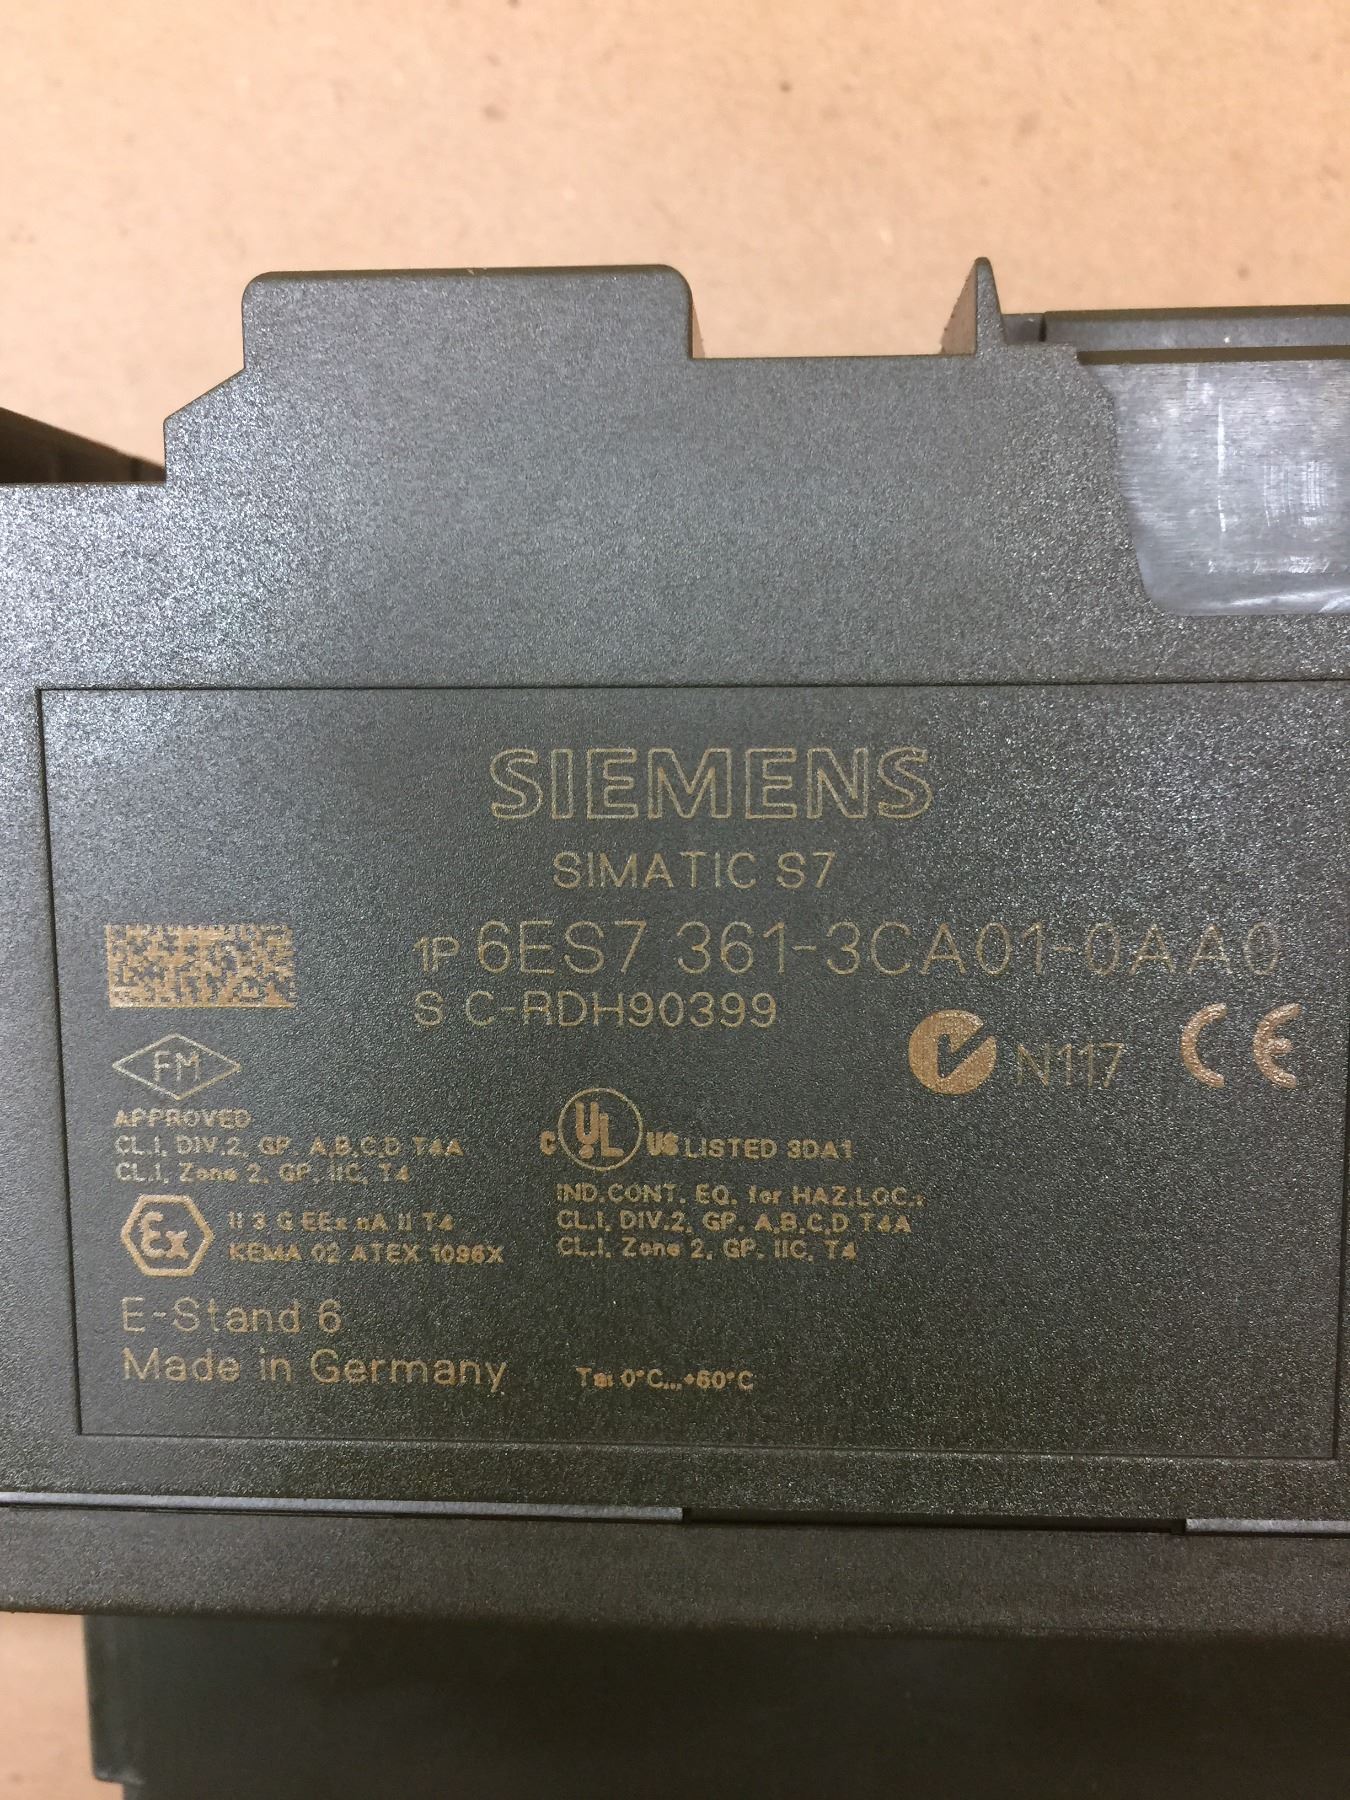 SIEMENS
SIMATIC S7
1P 6ES7 361-3CA01-0AA0
S C-RDH90399
N117 CE
FM
APPROVED
CL.I, DIV.2, GP. A,B,C,D T4A
CL.I, Zone 2, GP. IIC, T4
C UL US LISTED 3DA1
IND.CONT. EQ. for HAZ.LOC.:
CL.I, DIV.2, GP. A,B,C,D T4A
CL.I, Zone 2, GP. IIC, T4
Ex II 3 G EEx nA II T4
KEMA 02 ATEX 1096X
E-Stand 6
Made in Germany
Ta: 0°C...+60°C